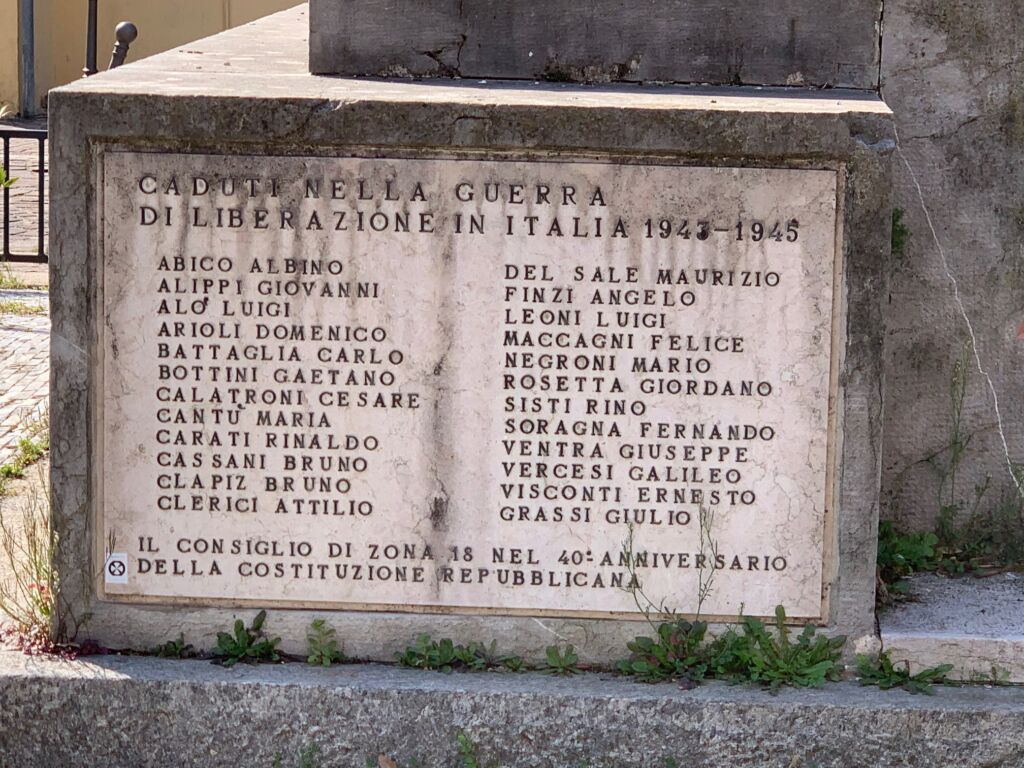 CADUTI NELLA GUERRA
DI LIBERAZIONE IN ITALIA 1943-1945
ABICO ALBINO
ALIPPI GIOVANNI
ALO' LUIGI
ARIOLI DOMENICO
BATTAGLIA CARLO
BOTTINI GAETANO
CALATRONI CESARE
CANTÙ MARIA
CARATI RINALDO
CASSANI BRUNO
CLAPIZ BRUNO
CLERICI ATTILIO
DEL SALE MAURIZIO
FINZI ANGELO
LEONI LUIGI
MACCAGNI FELICE
NEGRONI MARIO
ROSETTA GIORDANO
SISTI RINO
SORAGNA FERNANDO
VENTRA GIUSEPPE
VERCESI GALILEO
VISCONTI ERNESTO
GRASSI GIULIO
IL CONSIGLIO DI ZONA 18 NEL 40° ANNIVERSARIO
DELLA COSTITUZIONE REPUBBLICANA